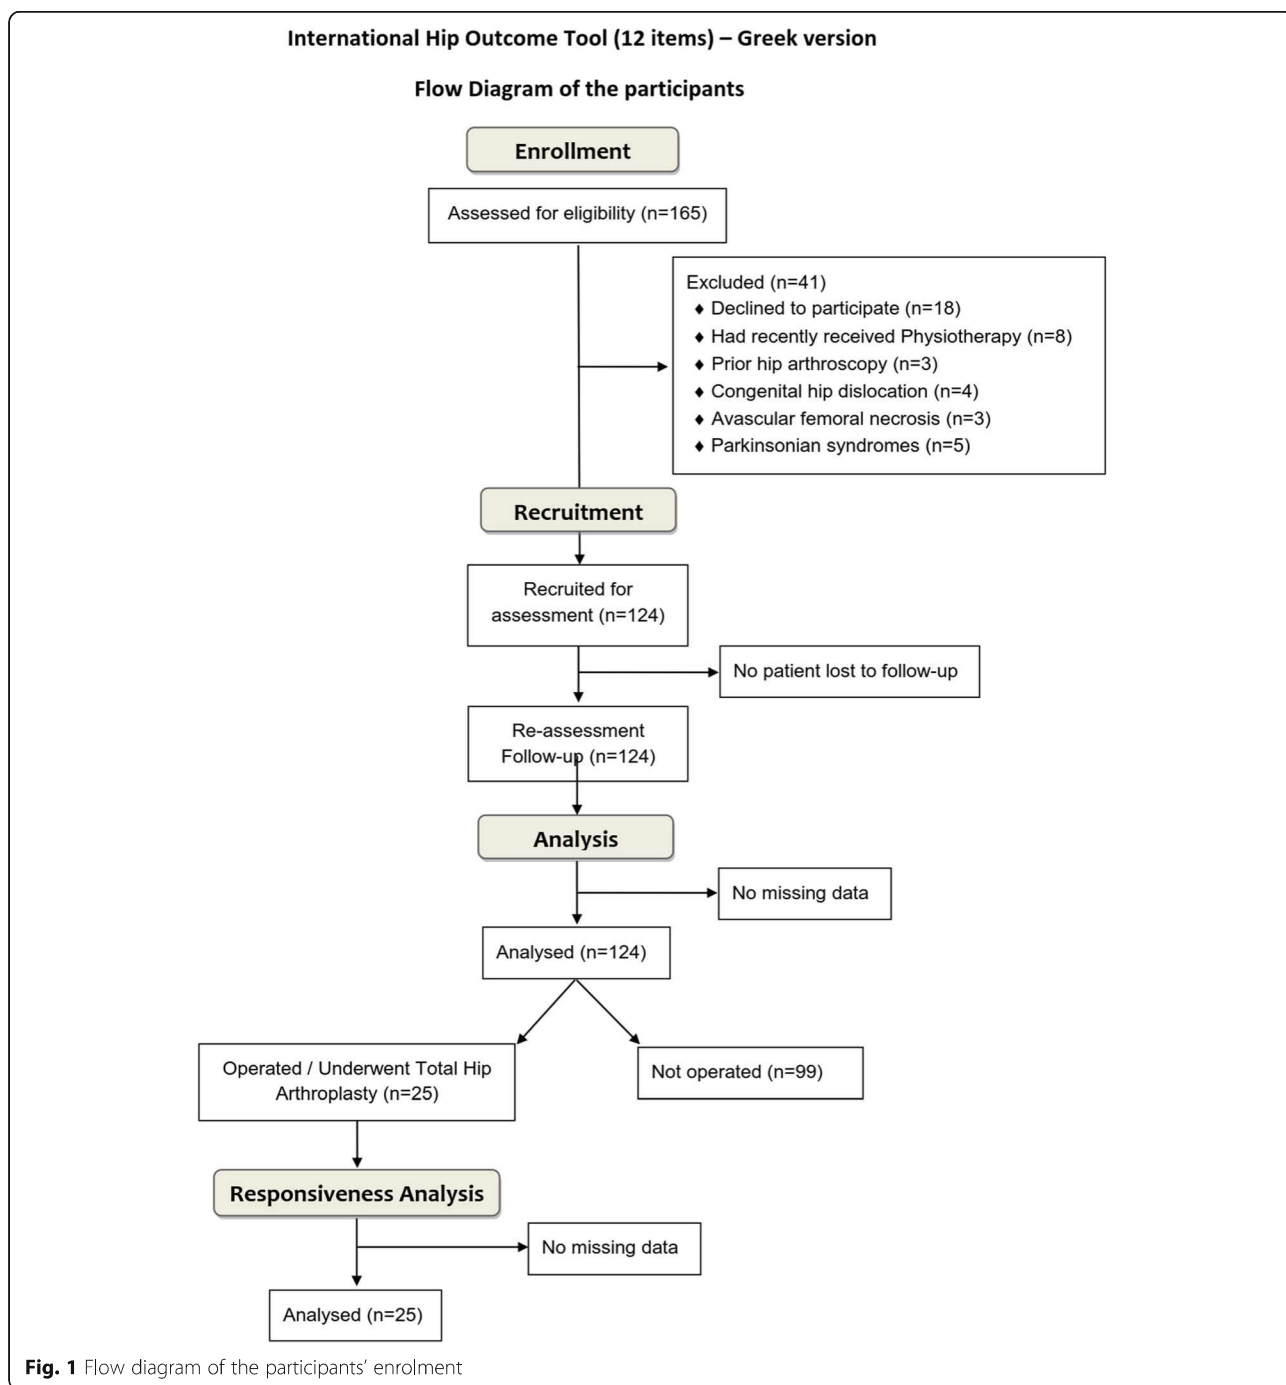 International Hip Outcome Tool (12 items) – Greek version
Flow Diagram of the participants
Enrollment
Assessed for eligibility (n=165)
Excluded (n=41)
♦ Declined to participate (n=18)
♦ Had recently received Physiotherapy (n=8)
♦ Prior hip arthroscopy (n=3)
♦ Congenital hip dislocation (n=4)
♦ Avascular femoral necrosis (n=3)
♦ Parkinsonian syndromes (n=5)
Recruitment
Recruited for
assessment (n=124)
No patient lost to follow-up
Re-assessment
Follow-up (n=124)
Analysis
No missing data
Analysed (n=124)
Operated / Underwent Total Hip
Arthroplasty (n=25)
Not operated (n=99)
Responsiveness Analysis
No missing data
Analysed (n=25)
Fig. 1 Flow diagram of the participants’ enrolment